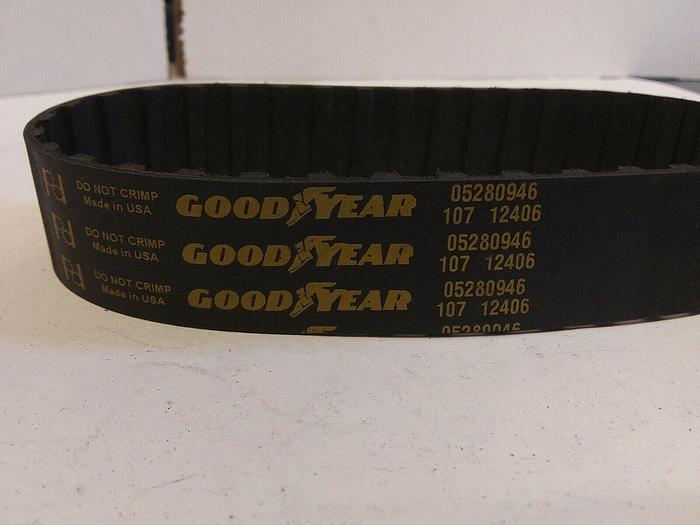 DO NOT CRIMP
Made in USA
GOODYEAR
05280946
107 12406
DO NOT CRIMP
Made in USA
GOODYEAR
05280946
107 12406
DO NOT CRIMP
Made in USA
GOODYEAR
05280946
107 12406
05280946